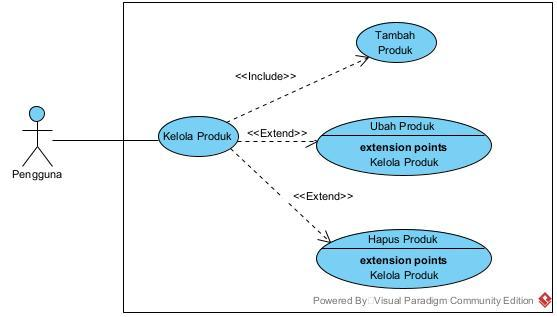 Tambah
Produk
<<Include>>
Kelola Produk
<<Extend>>
Ubah Produk
extension points
Kelola Produk
Pengguna
<<Extend>>
Hapus Produk
extension points
Kelola Produk
Powered By Visual Paradigm Community Edition